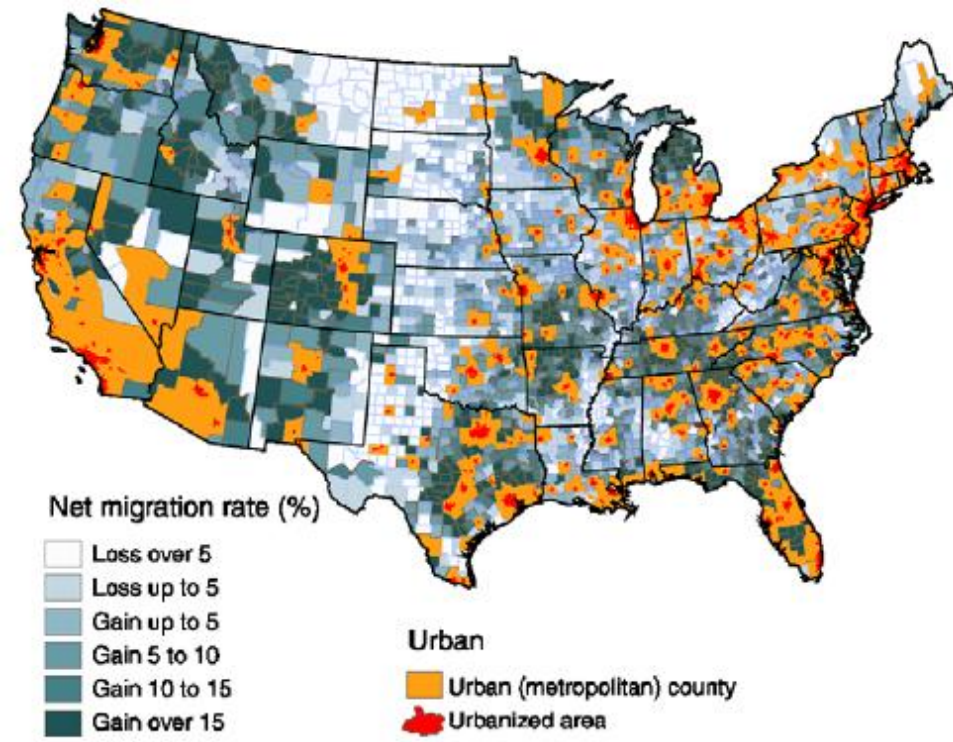 Net migration rate (%)
Loss over 5
Loss up to 5
Gain up to 5
Gain 5 to 10
Gain 10 to 15
Gain over 15
Urban
Urban (metropolitan) county
Urbanized area